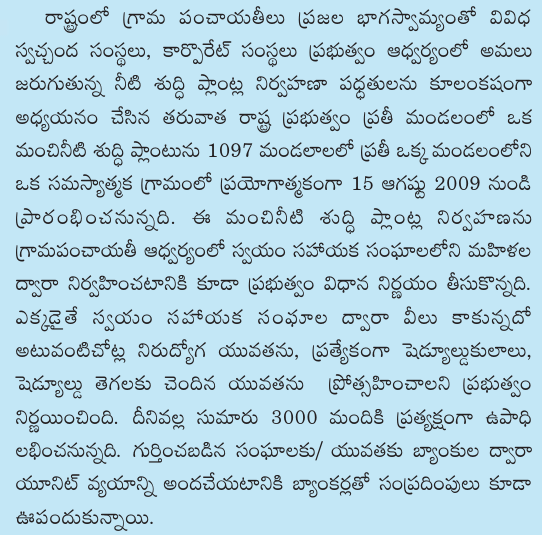 రాష్ట్రంలో గ్రామ పంచాయతీలు ప్రజల భాగస్వామ్యంతో వివిధ
స్వచ్ఛంద సంస్థలు, కార్పొరేట్ సంస్థలు ప్రభుత్వం ఆధ్వర్యంలో అమలు
జరుగుతున్న నీటి శుద్ధి ప్లాంట్ల నిర్వహణా పద్ధతులను కూలంకషంగా
అధ్యయనం చేసిన తరువాత రాష్ట్ర ప్రభుత్వం ప్రతీ మండలంలో ఒక
మంచినీటి శుద్ధి ప్లాంటును 1097 మండలాలలో ప్రతీ ఒక్క మండలంలోని
ఒక సమస్యాత్మక గ్రామంలో ప్రయోగాత్మకంగా 15 ఆగష్టు 2009 నుండి
ప్రారంభించనున్నది. ఈ మంచినీటి శుద్ధి ప్లాంట్ల నిర్వహణను
గ్రామపంచాయతీ ఆధ్వర్యంలో స్వయం సహాయక సంఘాలలోని మహిళల
ద్వారా నిర్వహించటానికి కూడా ప్రభుత్వం విధాన నిర్ణయం తీసుకొన్నది.
ఎక్కడైతే స్వయం సహాయక సంఘాల ద్వారా వీలు కాకున్నదో
అటువంటిచోట్ల నిరుద్యోగ యువతను, ప్రత్యేకంగా షెడ్యూల్డుకులాలు,
షెడ్యూల్డు తెగలకు చెందిన యువతను ప్రోత్సహించాలని ప్రభుత్వం
నిర్ణయించింది. దీనివల్ల సుమారు 3000 మందికి ప్రత్యక్షంగా ఉపాధి
లభించనున్నది. గుర్తించబడిన సంఘాలకు/ యువతకు బ్యాంకుల ద్వారా
యూనిట్ వ్యయాన్ని అందచేయటానికి బ్యాంకర్లతో సంప్రదింపులు కూడా
ఊపందుకున్నాయి.